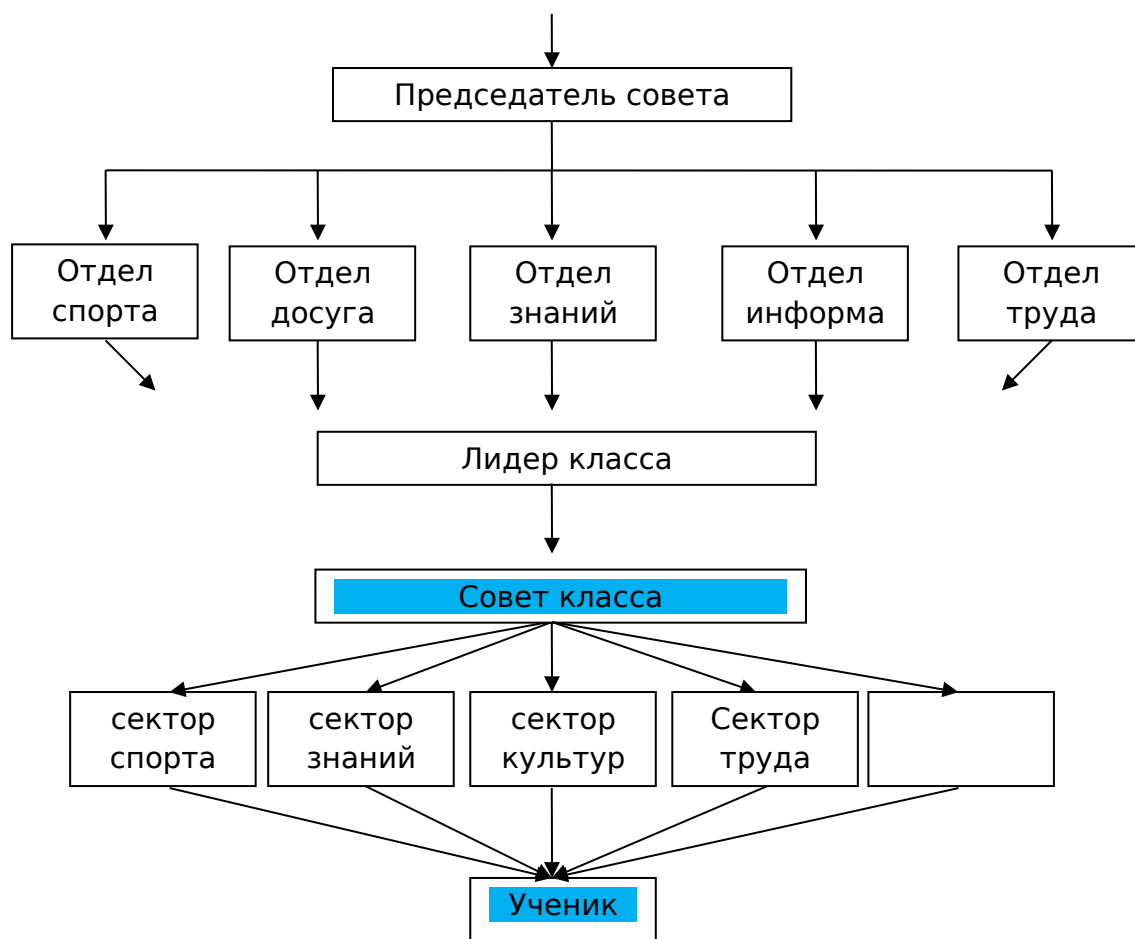 Председатель совета
Отдел
спорта
Отдел
досуга
Отдел
знаний
Отдел
информа
Отдел
труда
Лидер класса
Совет класса
сектор
спорта
сектор
знаний
сектор
культур
Сектор
труда
Ученик